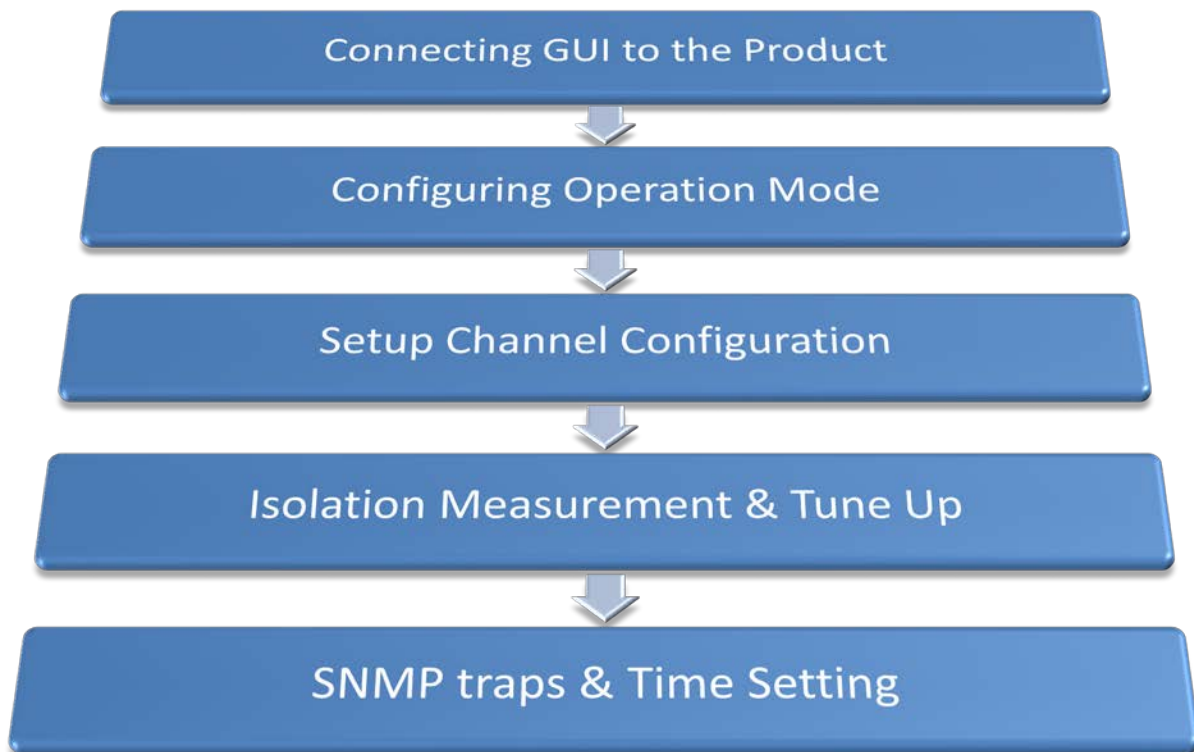 Connecting GUI to the Product
Configuring Operation Mode
Setup Channel Configuration
Isolation Measurement & Tune Up
SNMP traps & Time Setting